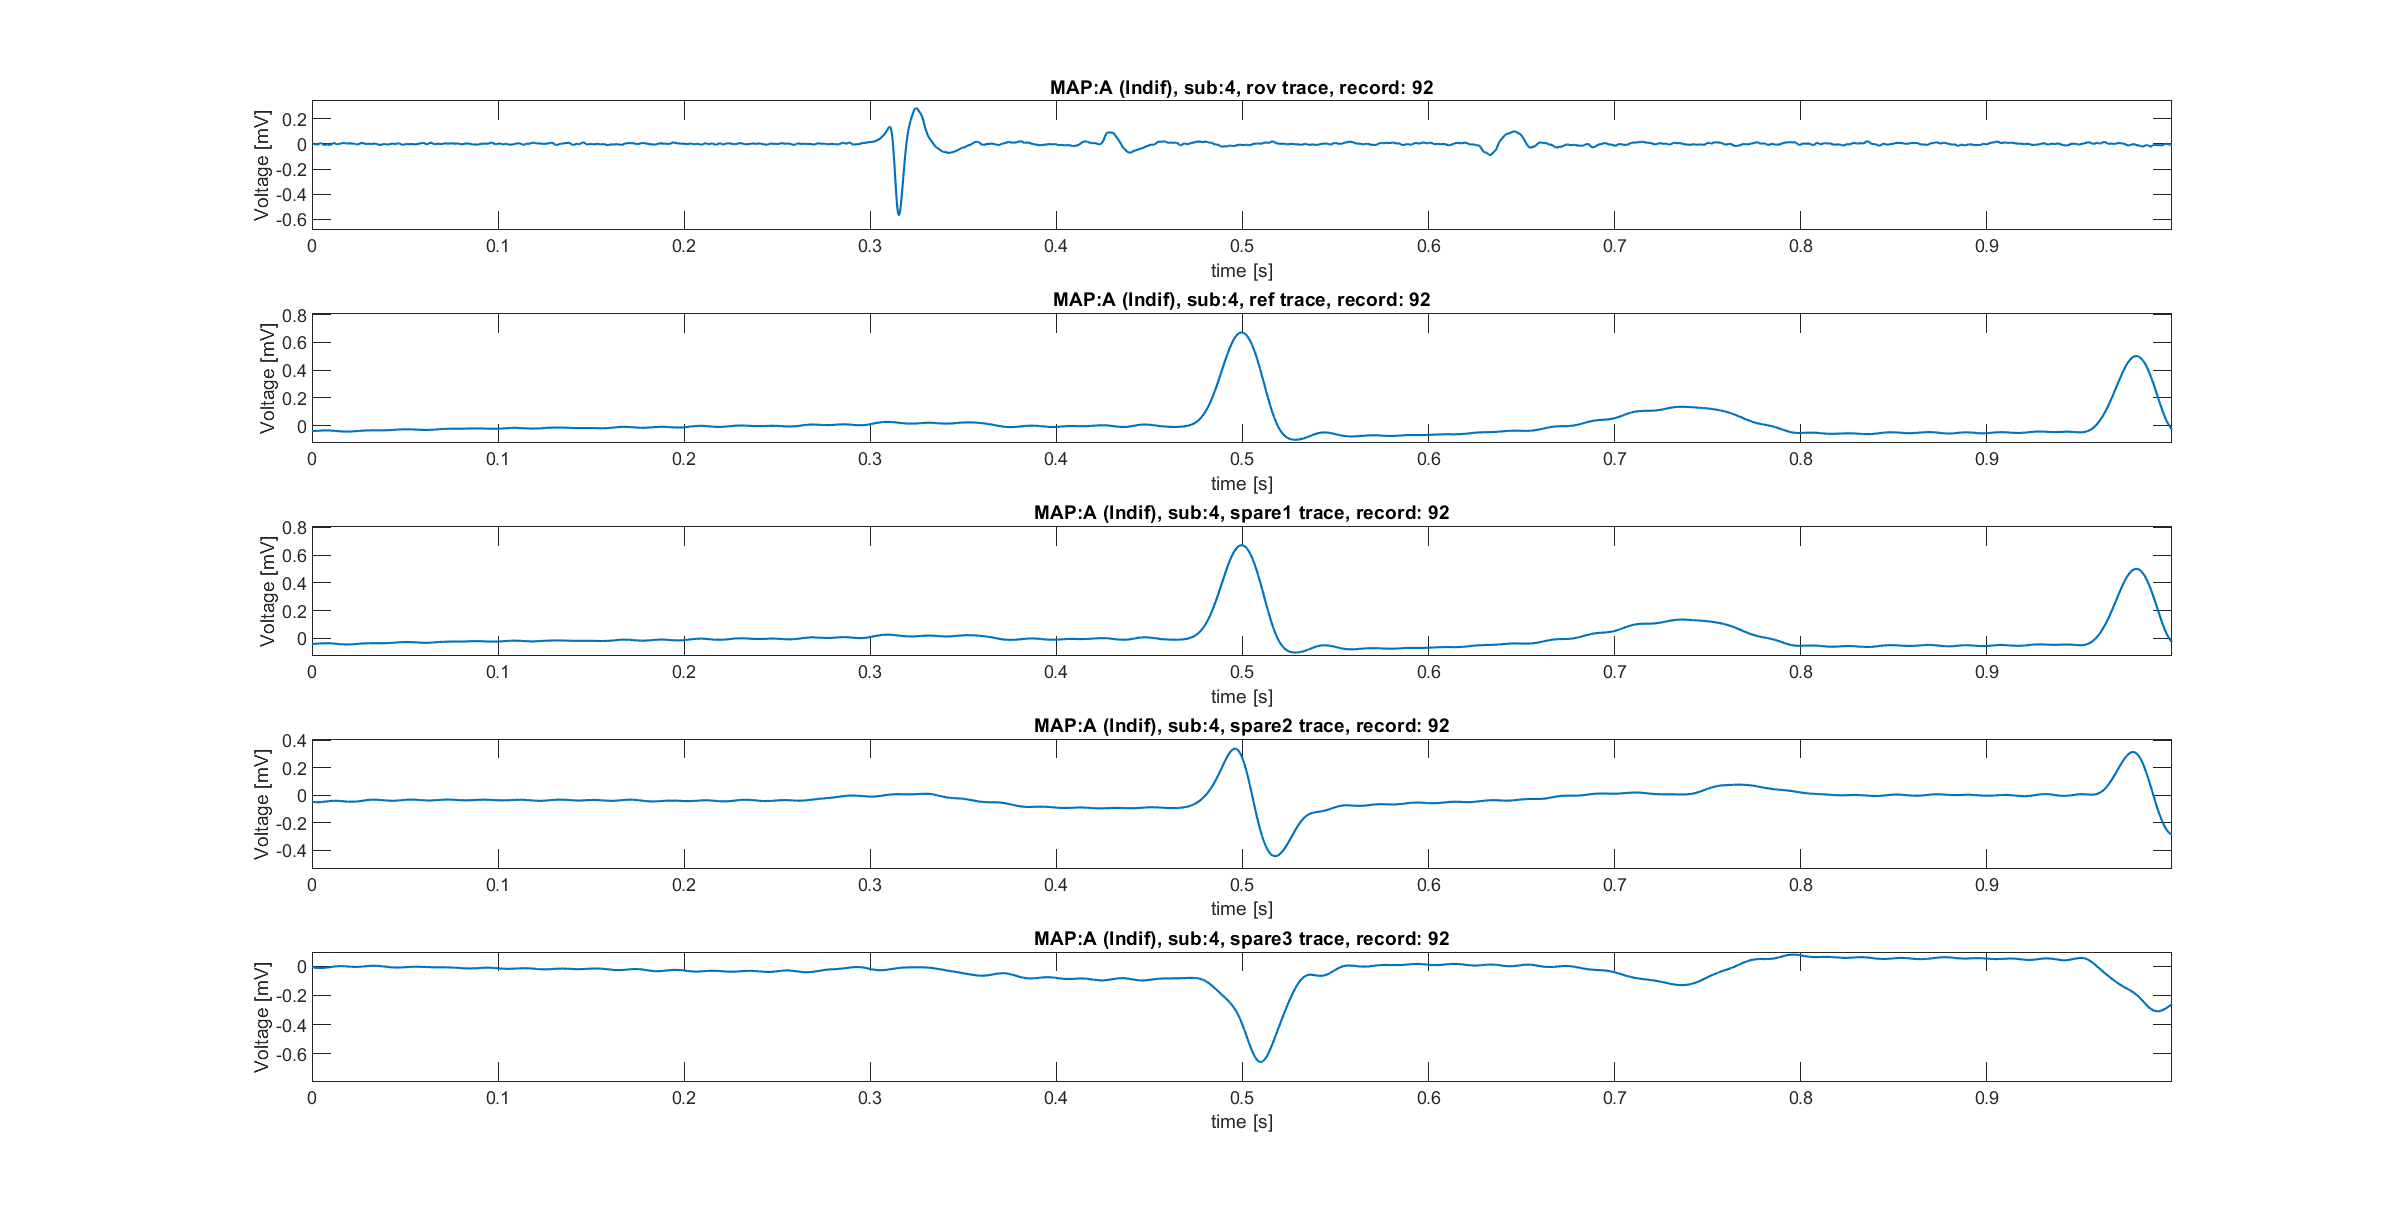 MAP:A (Indif), sub:4, rov trace, record: 92
Voltage [mV]
0.2
0
-0.2
-0.4
-0.6
0 0.1 0.2 0.3 0.4 0.5 0.6 0.7 0.8 0.9
time [s]
MAP:A (Indif), sub:4, ref trace, record: 92
Voltage [mV]
0.8
0.6
0.4
0.2
0
0 0.1 0.2 0.3 0.4 0.5 0.6 0.7 0.8 0.9
time [s]
MAP:A (Indif), sub:4, spare1 trace, record: 92
Voltage [mV]
0.8
0.6
0.4
0.2
0
0 0.1 0.2 0.3 0.4 0.5 0.6 0.7 0.8 0.9
time [s]
MAP:A (Indif), sub:4, spare2 trace, record: 92
Voltage [mV]
0.4
0.2
0
-0.2
-0.4
0 0.1 0.2 0.3 0.4 0.5 0.6 0.7 0.8 0.9
time [s]
MAP:A (Indif), sub:4, spare3 trace, record: 92
Voltage [mV]
0
-0.2
-0.4
-0.6
0 0.1 0.2 0.3 0.4 0.5 0.6 0.7 0.8 0.9
time [s]